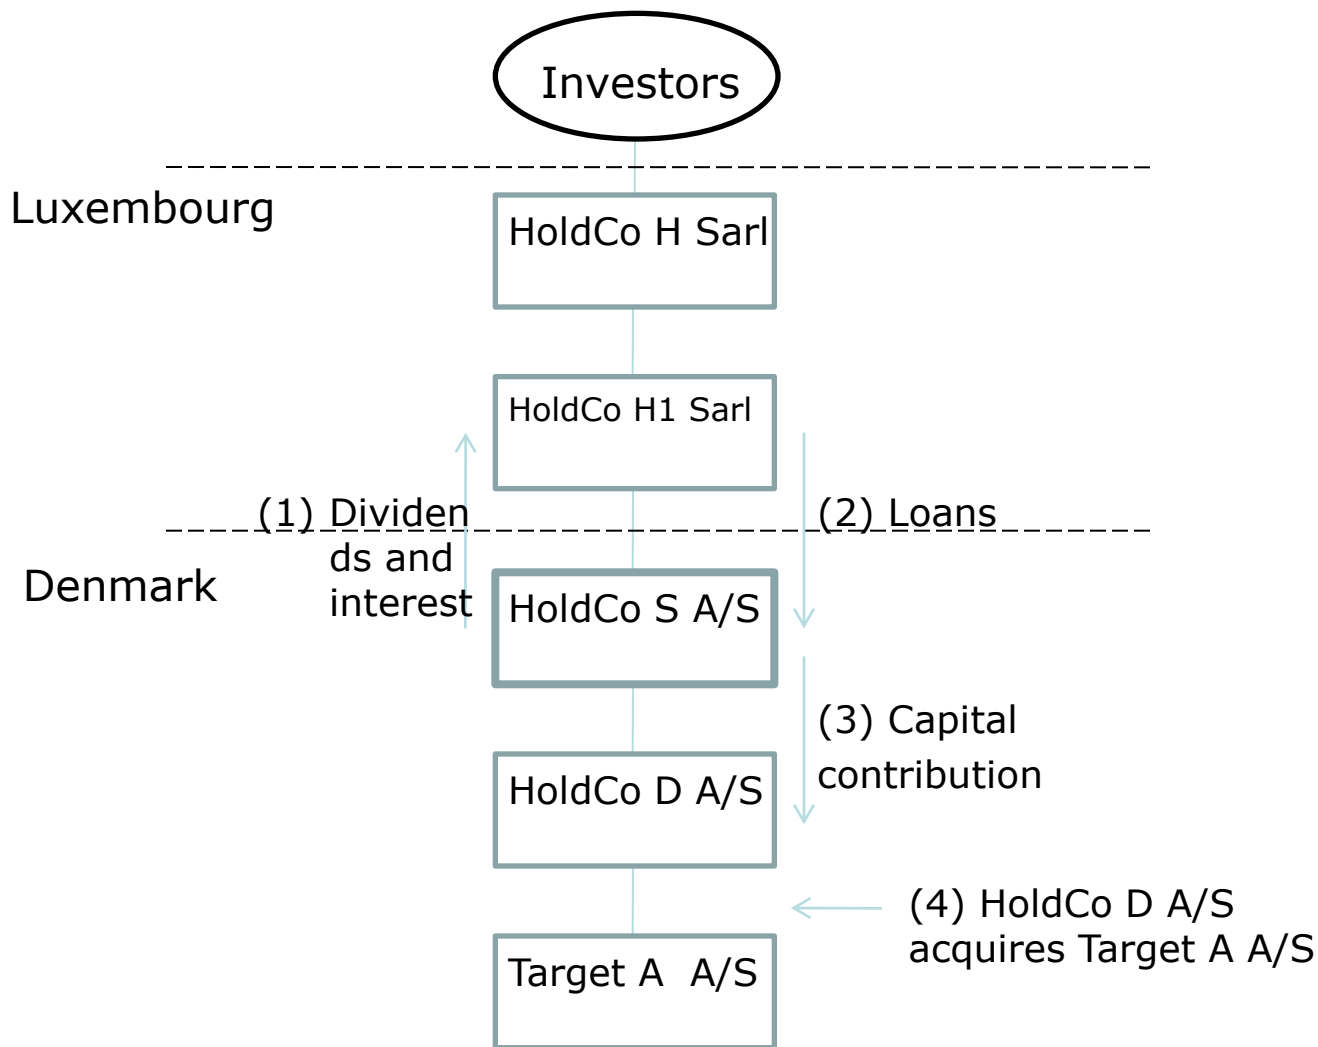 Investors
Luxembourg
HoldCo H Sarl
HoldCo H1 Sarl
(1) Dividen
ds and
interest
(2) Loans
Denmark
HoldCo S A/S
(3) Capital
contribution
HoldCo D A/S
(4) HoldCo D A/S
acquires Target A A/S
Target A  A/S